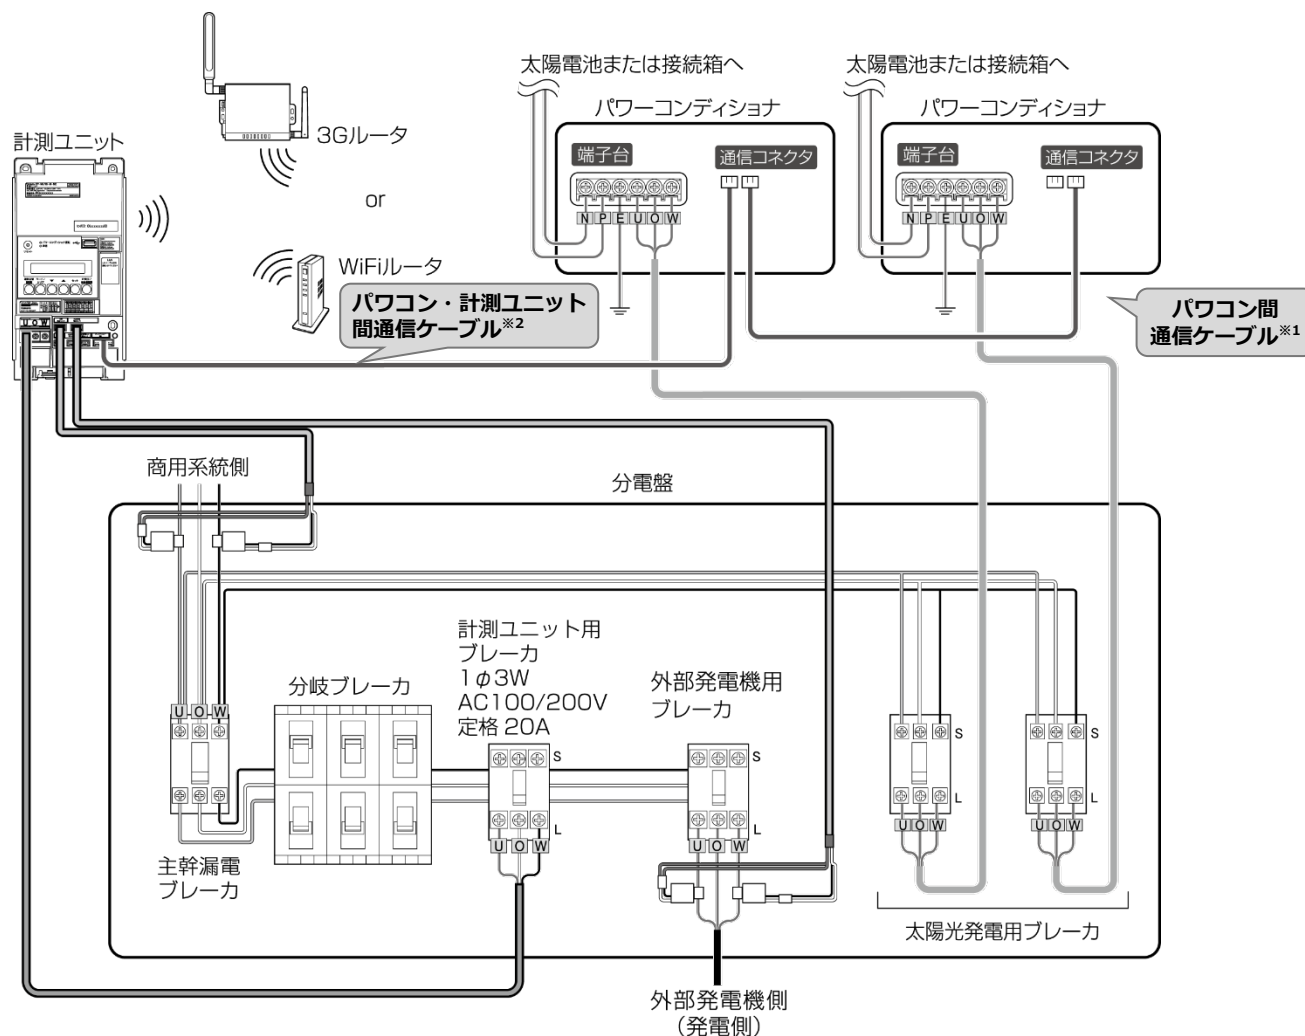 太陽電池または接続箱へ
太陽電池または接続箱へ
パワーコンディショナ
パワーコンディショナ
3Gルータ
計測ユニット
端子台
通信コネクタ
端子台
通信コネクタ
or
N P E U O W
N P E U O W
WiFiルータ
パワコン・計測ユニット
間通信ケーブル※2
パワコン間
通信ケーブル※1
U O W
商用系統側
分電盤
計測ユニット用
ブレーカ
1φ3W
AC100/200V
定格 20A
外部発電機用
ブレーカ
分岐ブレーカ
U O W
S
L
U O W
S
L
U O W
S
L
U O W
S
L
U O W
主幹漏電
ブレーカ
太陽光発電用ブレーカ
外部発電機側
（発電側）